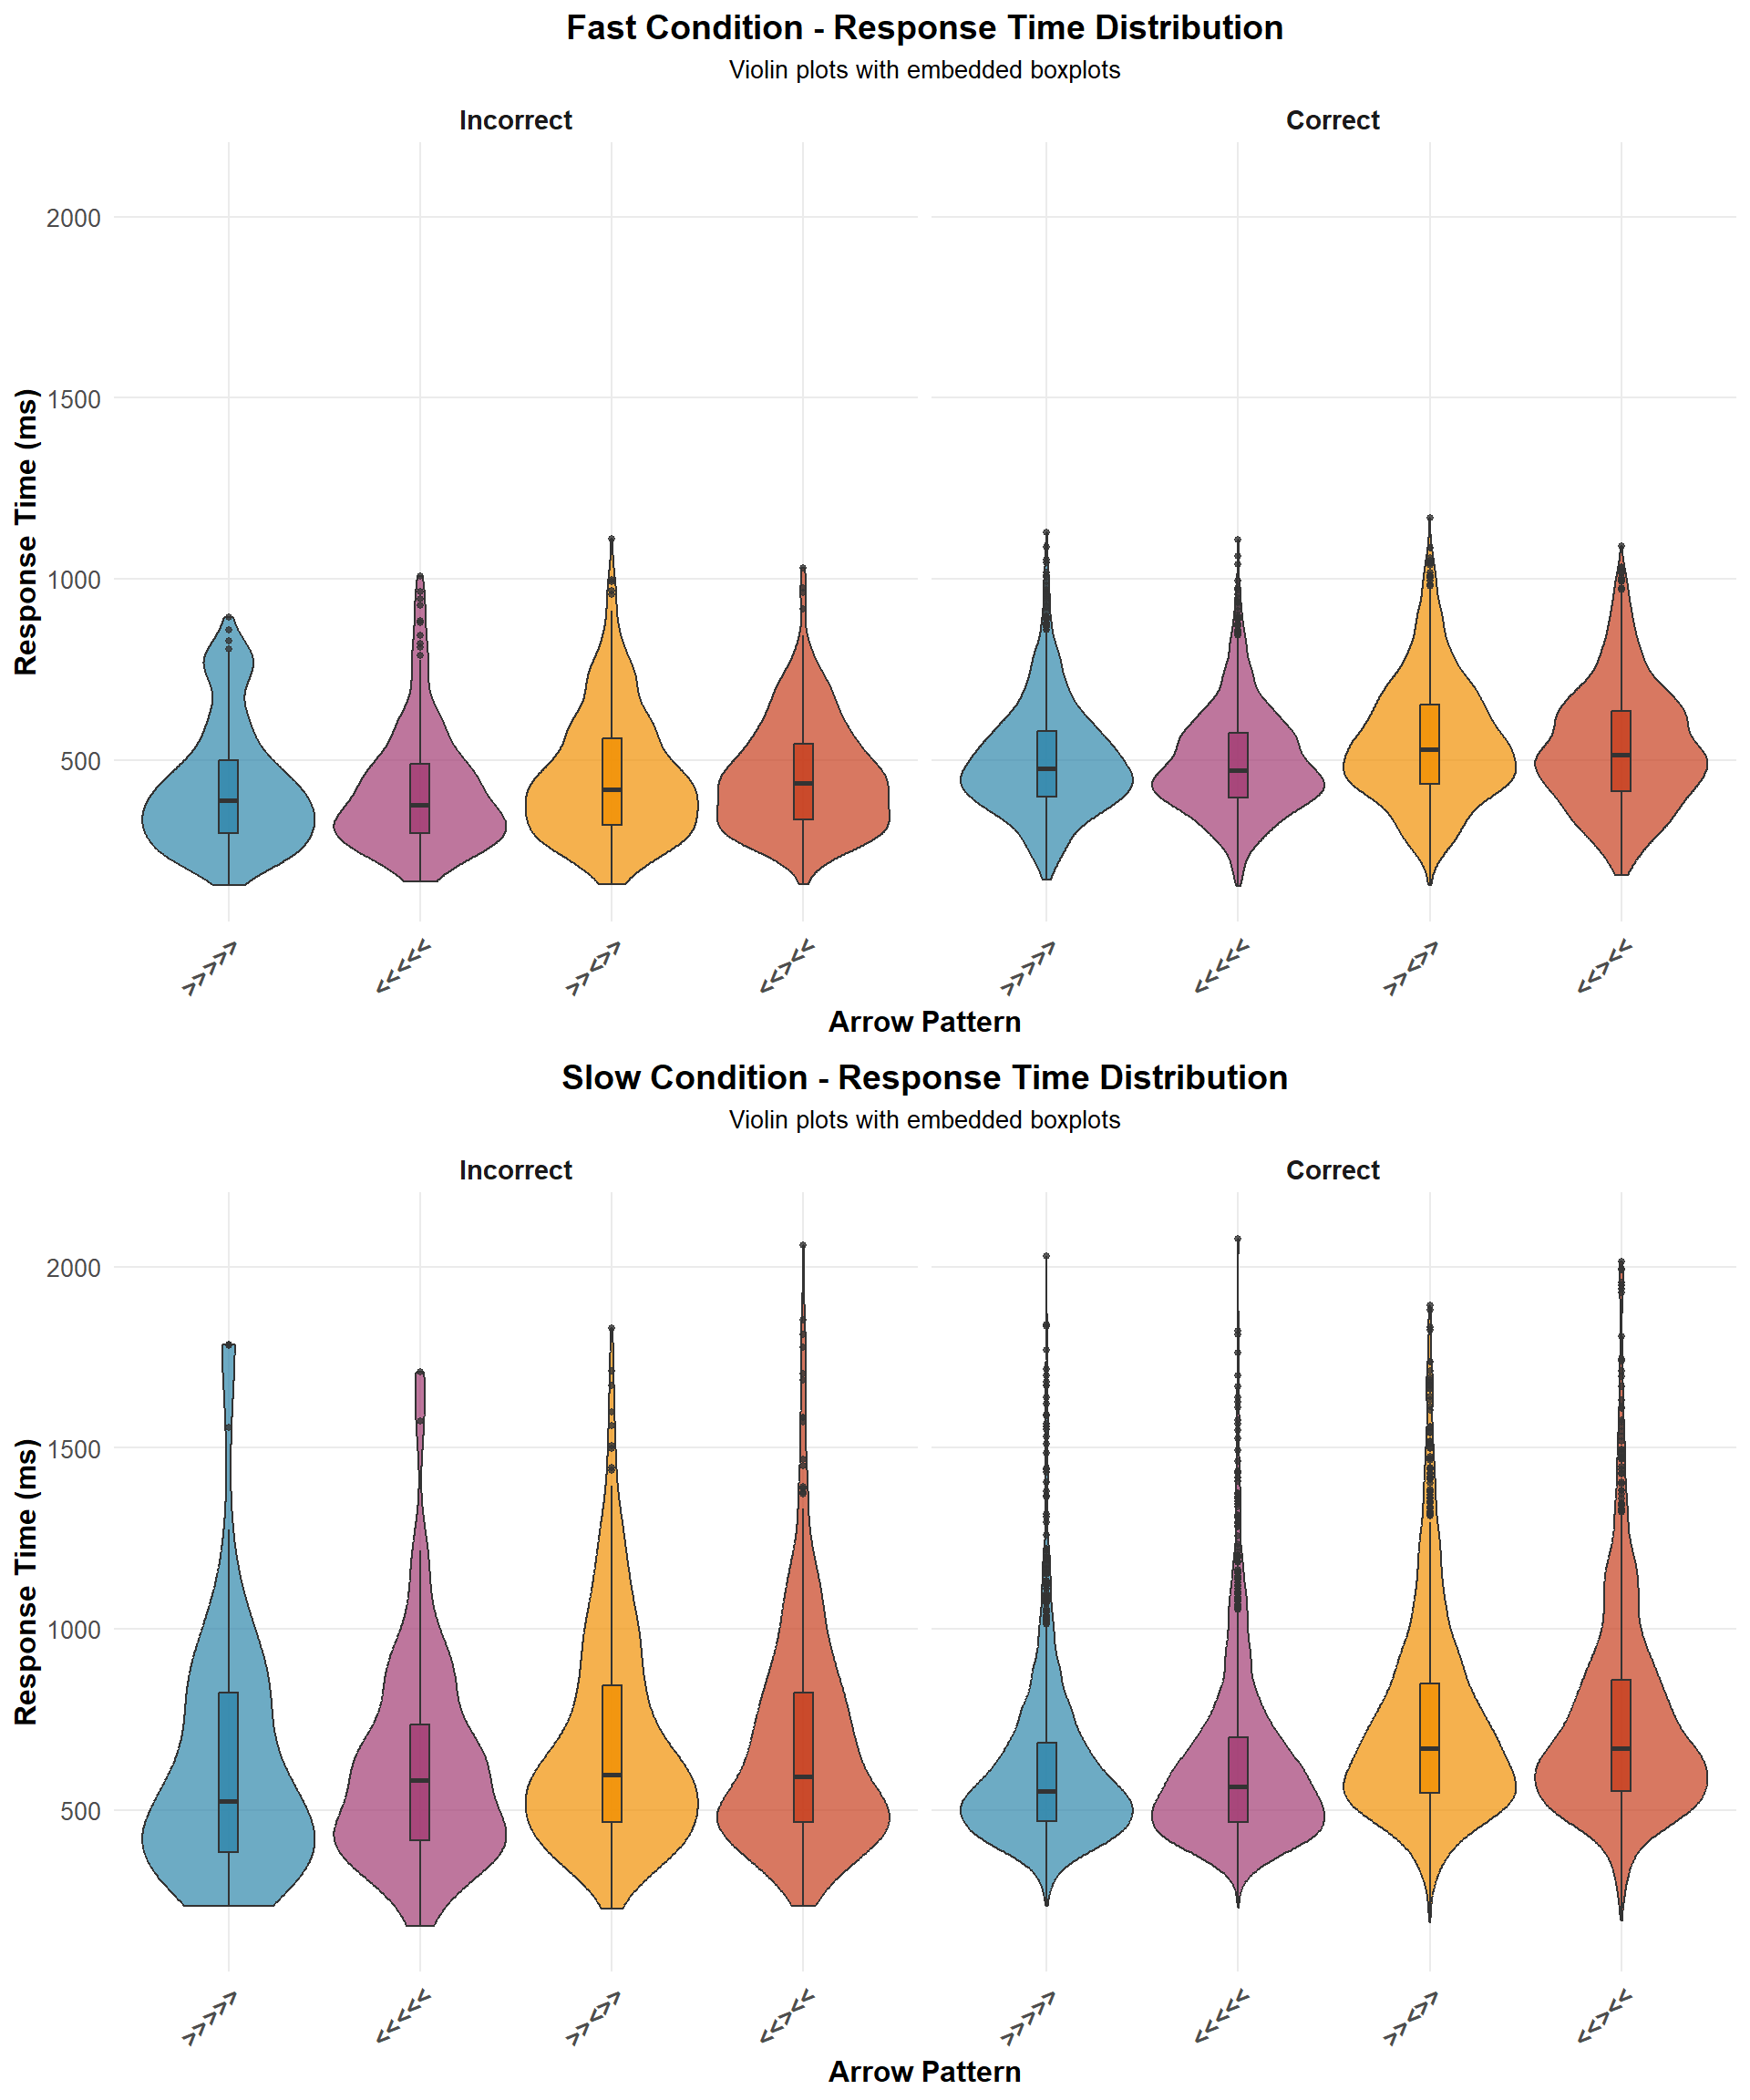 Fast Condition - Response Time Distribution
Violin plots with embedded boxplots
Incorrect
Correct
Response Time (ms)
2000
1500
1000
500
>>>>>
<<<<<
>><>>
<<><<
>>>>>
<<<<<
>><>>
<<><<
Arrow Pattern
Slow Condition - Response Time Distribution
Violin plots with embedded boxplots
Incorrect
Correct
Response Time (ms)
2000
1500
1000
500
>>>>>
<<<<<
>><>>
<<><<
>>>>>
<<<<<
>><>>
<<><<
Arrow Pattern